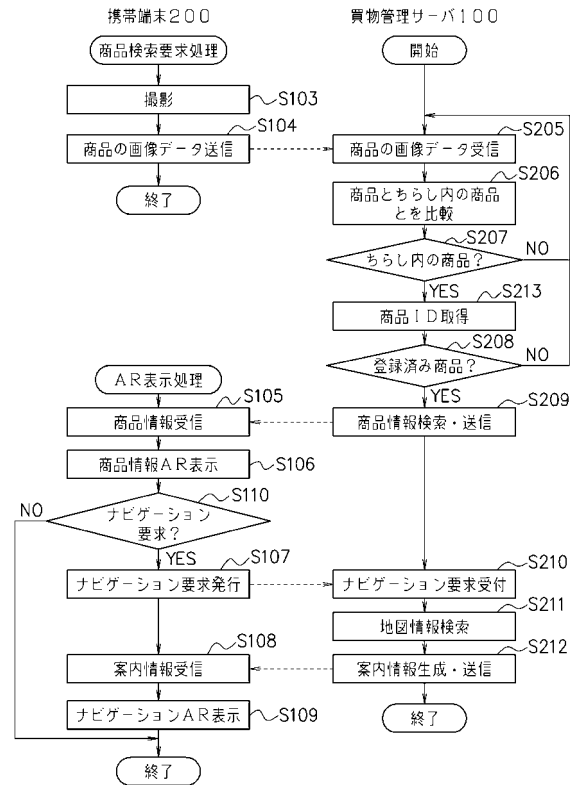 携帯端末200
買物管理サーバ100
商品検索要求処理
開始
撮影
S103
S104
商品の画像データ送信
S205
商品の画像データ受信
終了
S206
商品とちらし内の商品
とを比較
S207
ちらし内の商品?
NO
YES
S213
商品ID取得
S208
登録済み商品?
NO
YES
AR表示処理
S105
商品情報受信
S209
商品情報検索・送信
商品情報AR表示
S106
S110
NO
ナビゲーション
要求?
YES
S107
ナビゲーション要求発行
S210
ナビゲーション要求受付
S211
地図情報検索
S108
案内情報受信
S212
案内情報生成・送信
ナビゲーションAR表示
S109
終了
終了